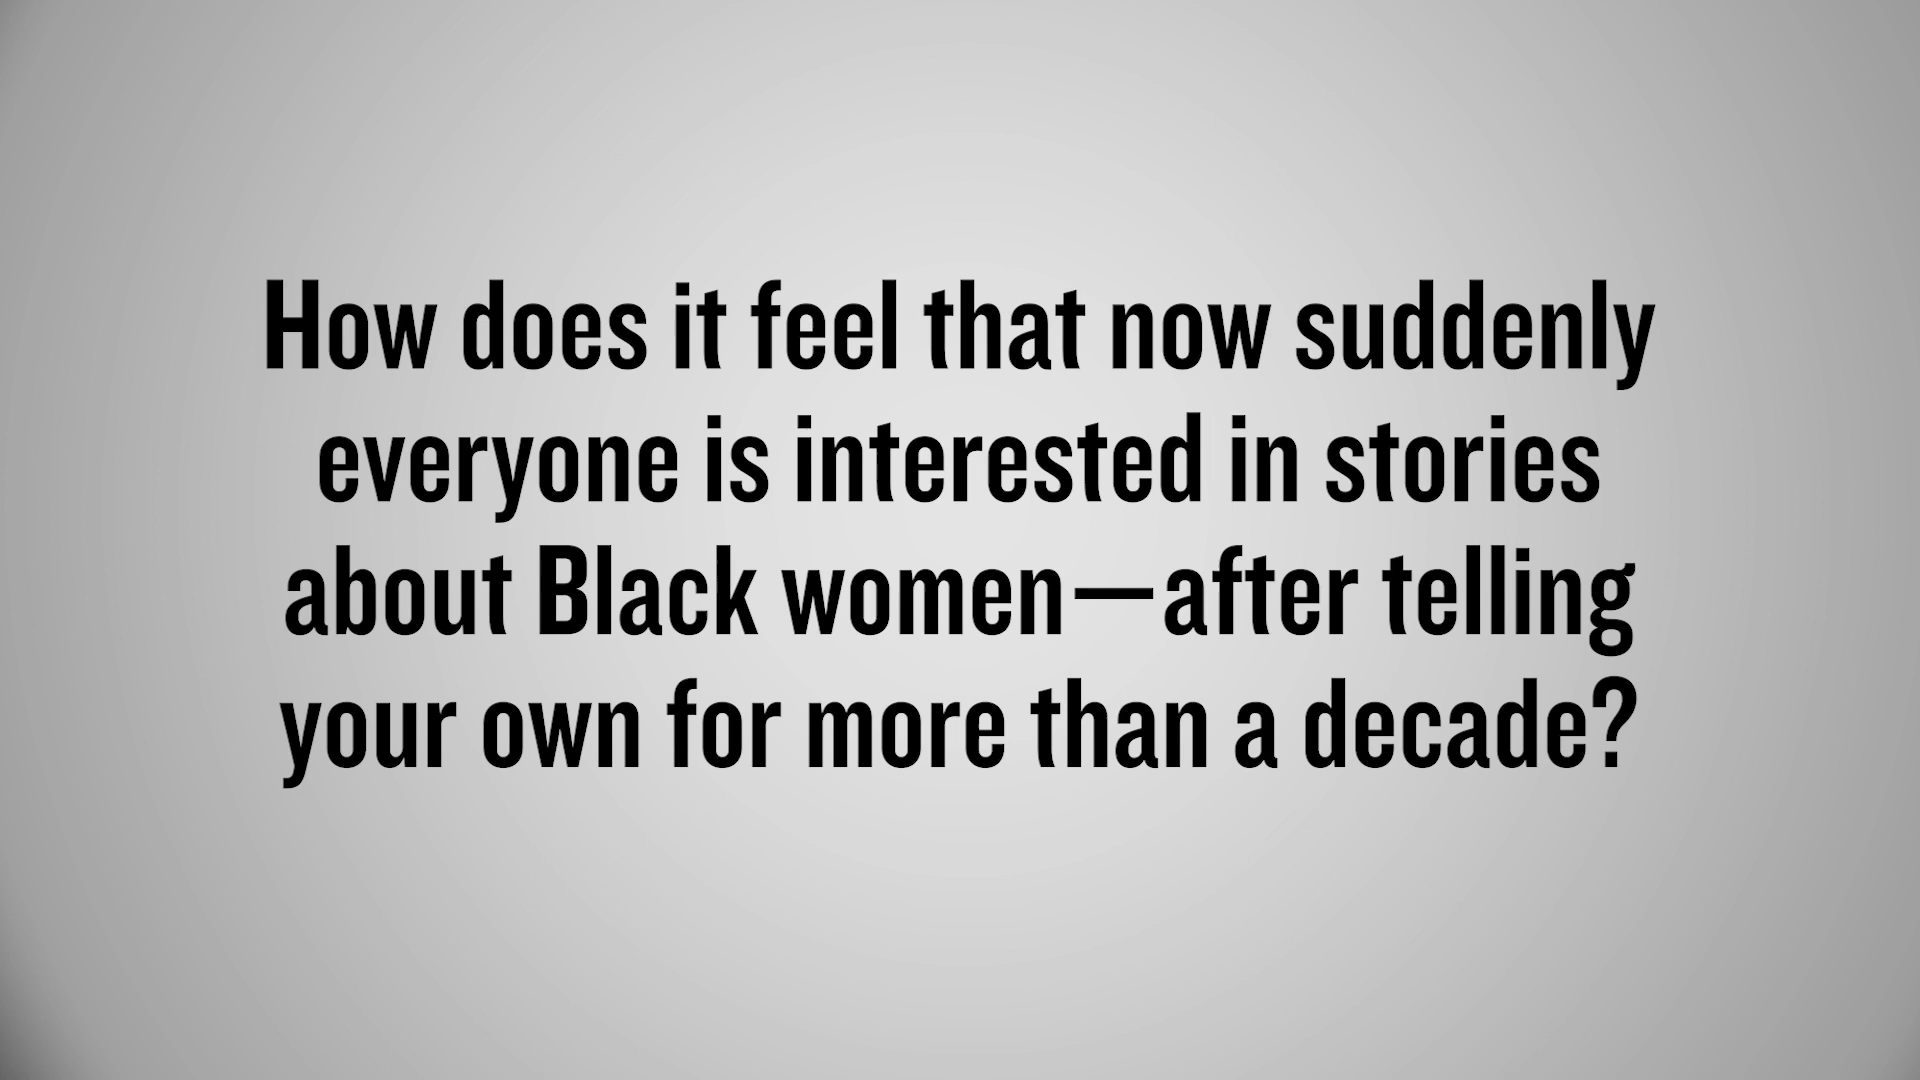 How does it feel that now suddenly
everyone is interested in stories
about Black women—after telling
your own for more than a decade?